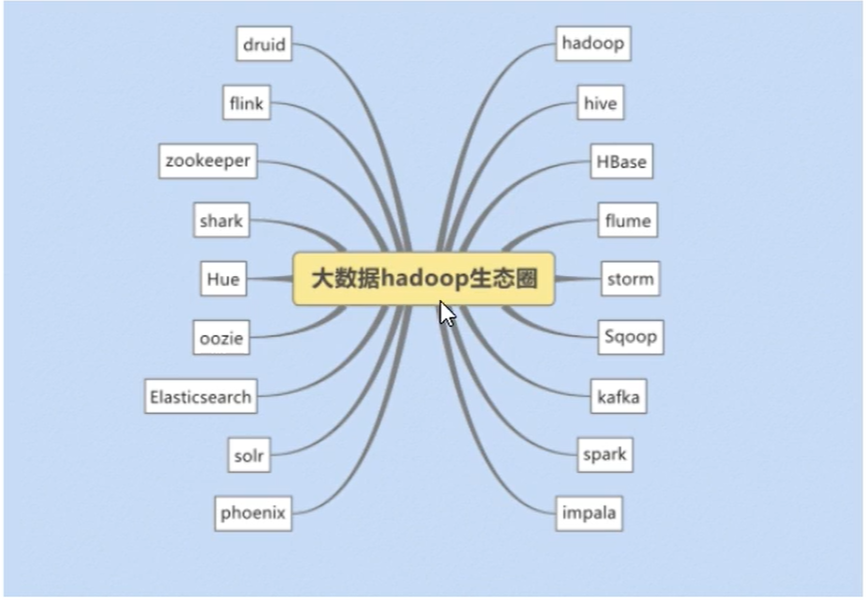 druid
flink
zookeeper
shark
Hue
oozie
Elasticsearch
solr
phoenix
大数据hadoop生态圈
hadoop
hive
HBase
flume
storm
Sqoop
kafka
spark
impala